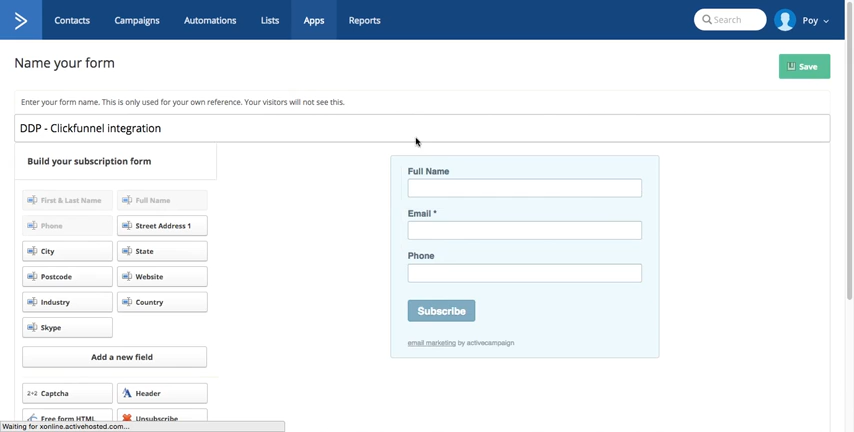 Contacts Campaigns Automations Lists Apps Reports Search Poy
Name your form
Save
Enter your form name. This is only used for your own reference. Your visitors will not see this.
DDP - Clickfunnel integration
Build your subscription form
First & Last Name Full Name
Phone Street Address 1
City State
Postcode Website
Industry Country
Skype
Add a new field
2+2 Captcha A Header
Free form HTML Unsubscribe
Full Name
Email *
Phone
Subscribe
email marketing by activecampaign
Waiting for xonline.activehosted.com...